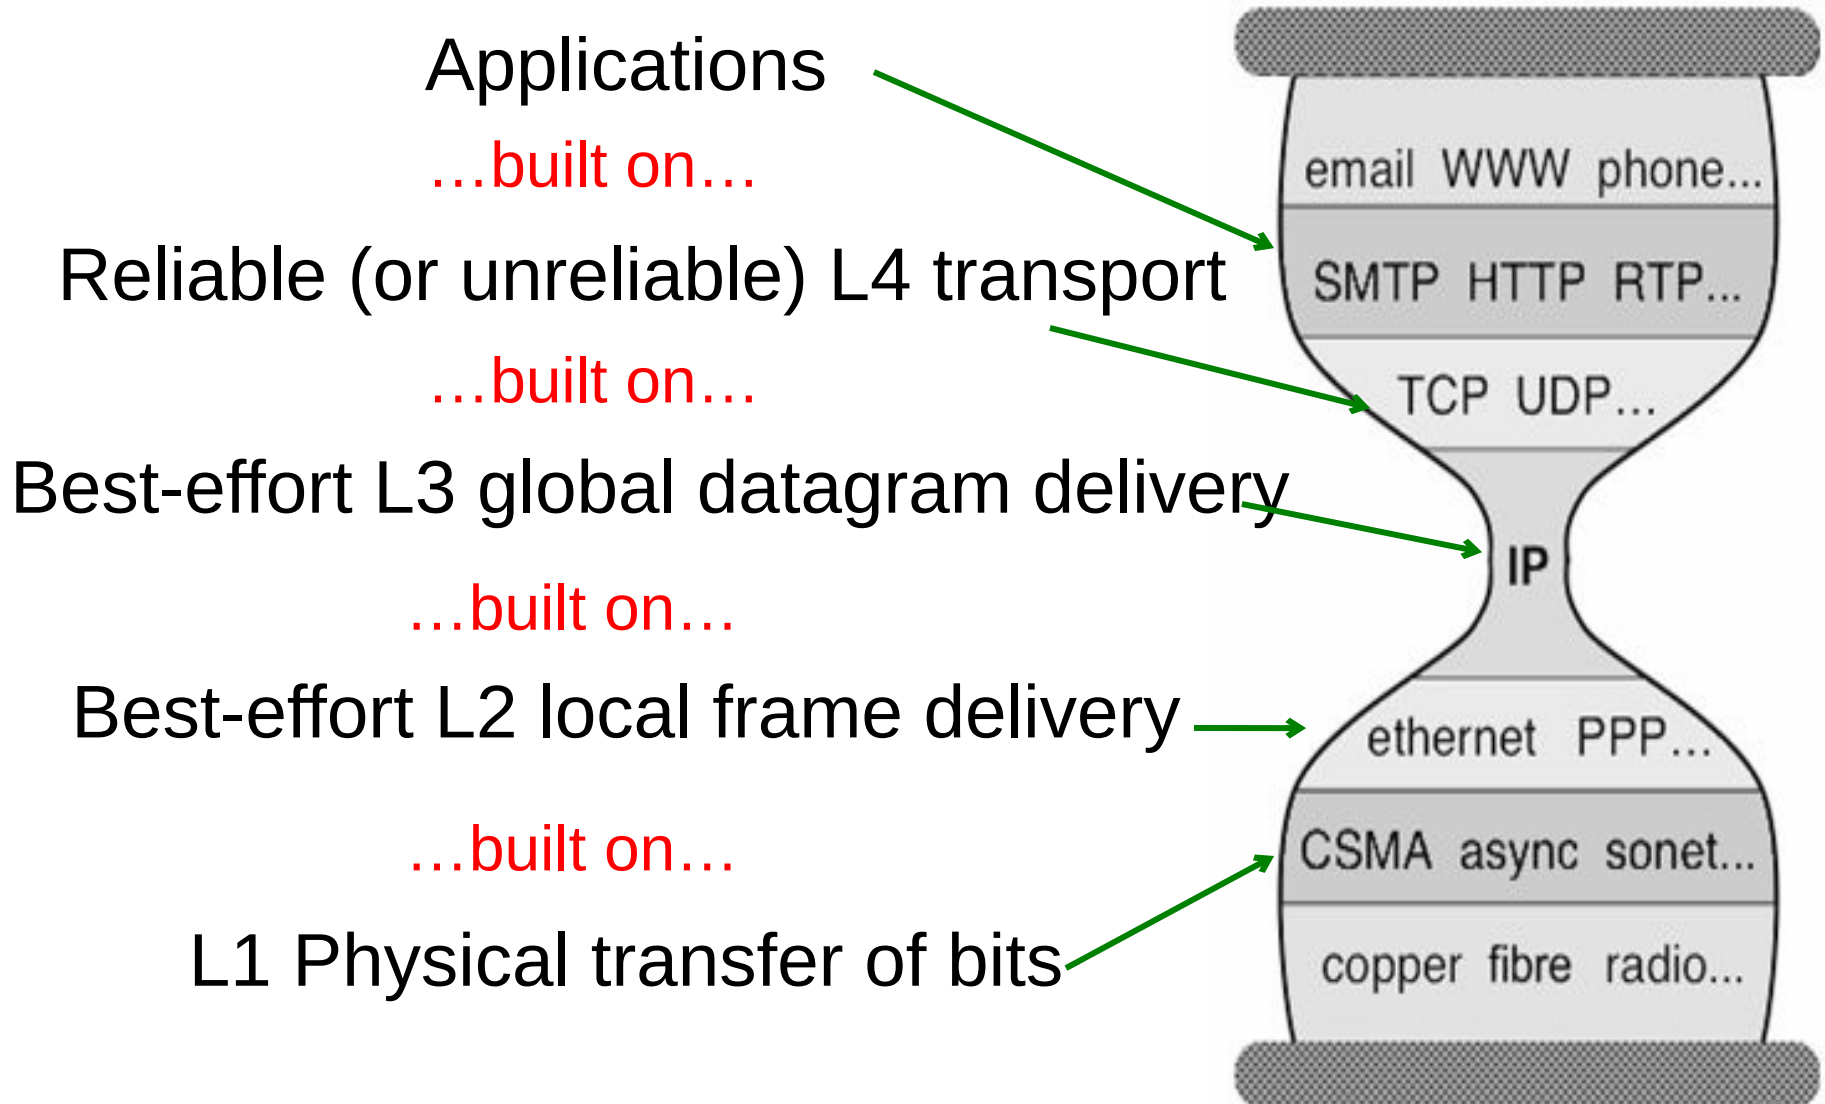 Applications
…built on…
Reliable (or unreliable) L4 transport
…built on…
Best-effort L3 global datagram delivery
…built on…
Best-effort L2 local frame delivery
…built on…
L1 Physical transfer of bits
email WWW phone...
SMTP HTTP RTP...
TCP UDP…
IP
ethernet PPP…
CSMA async sonet...
copper fibre radio...